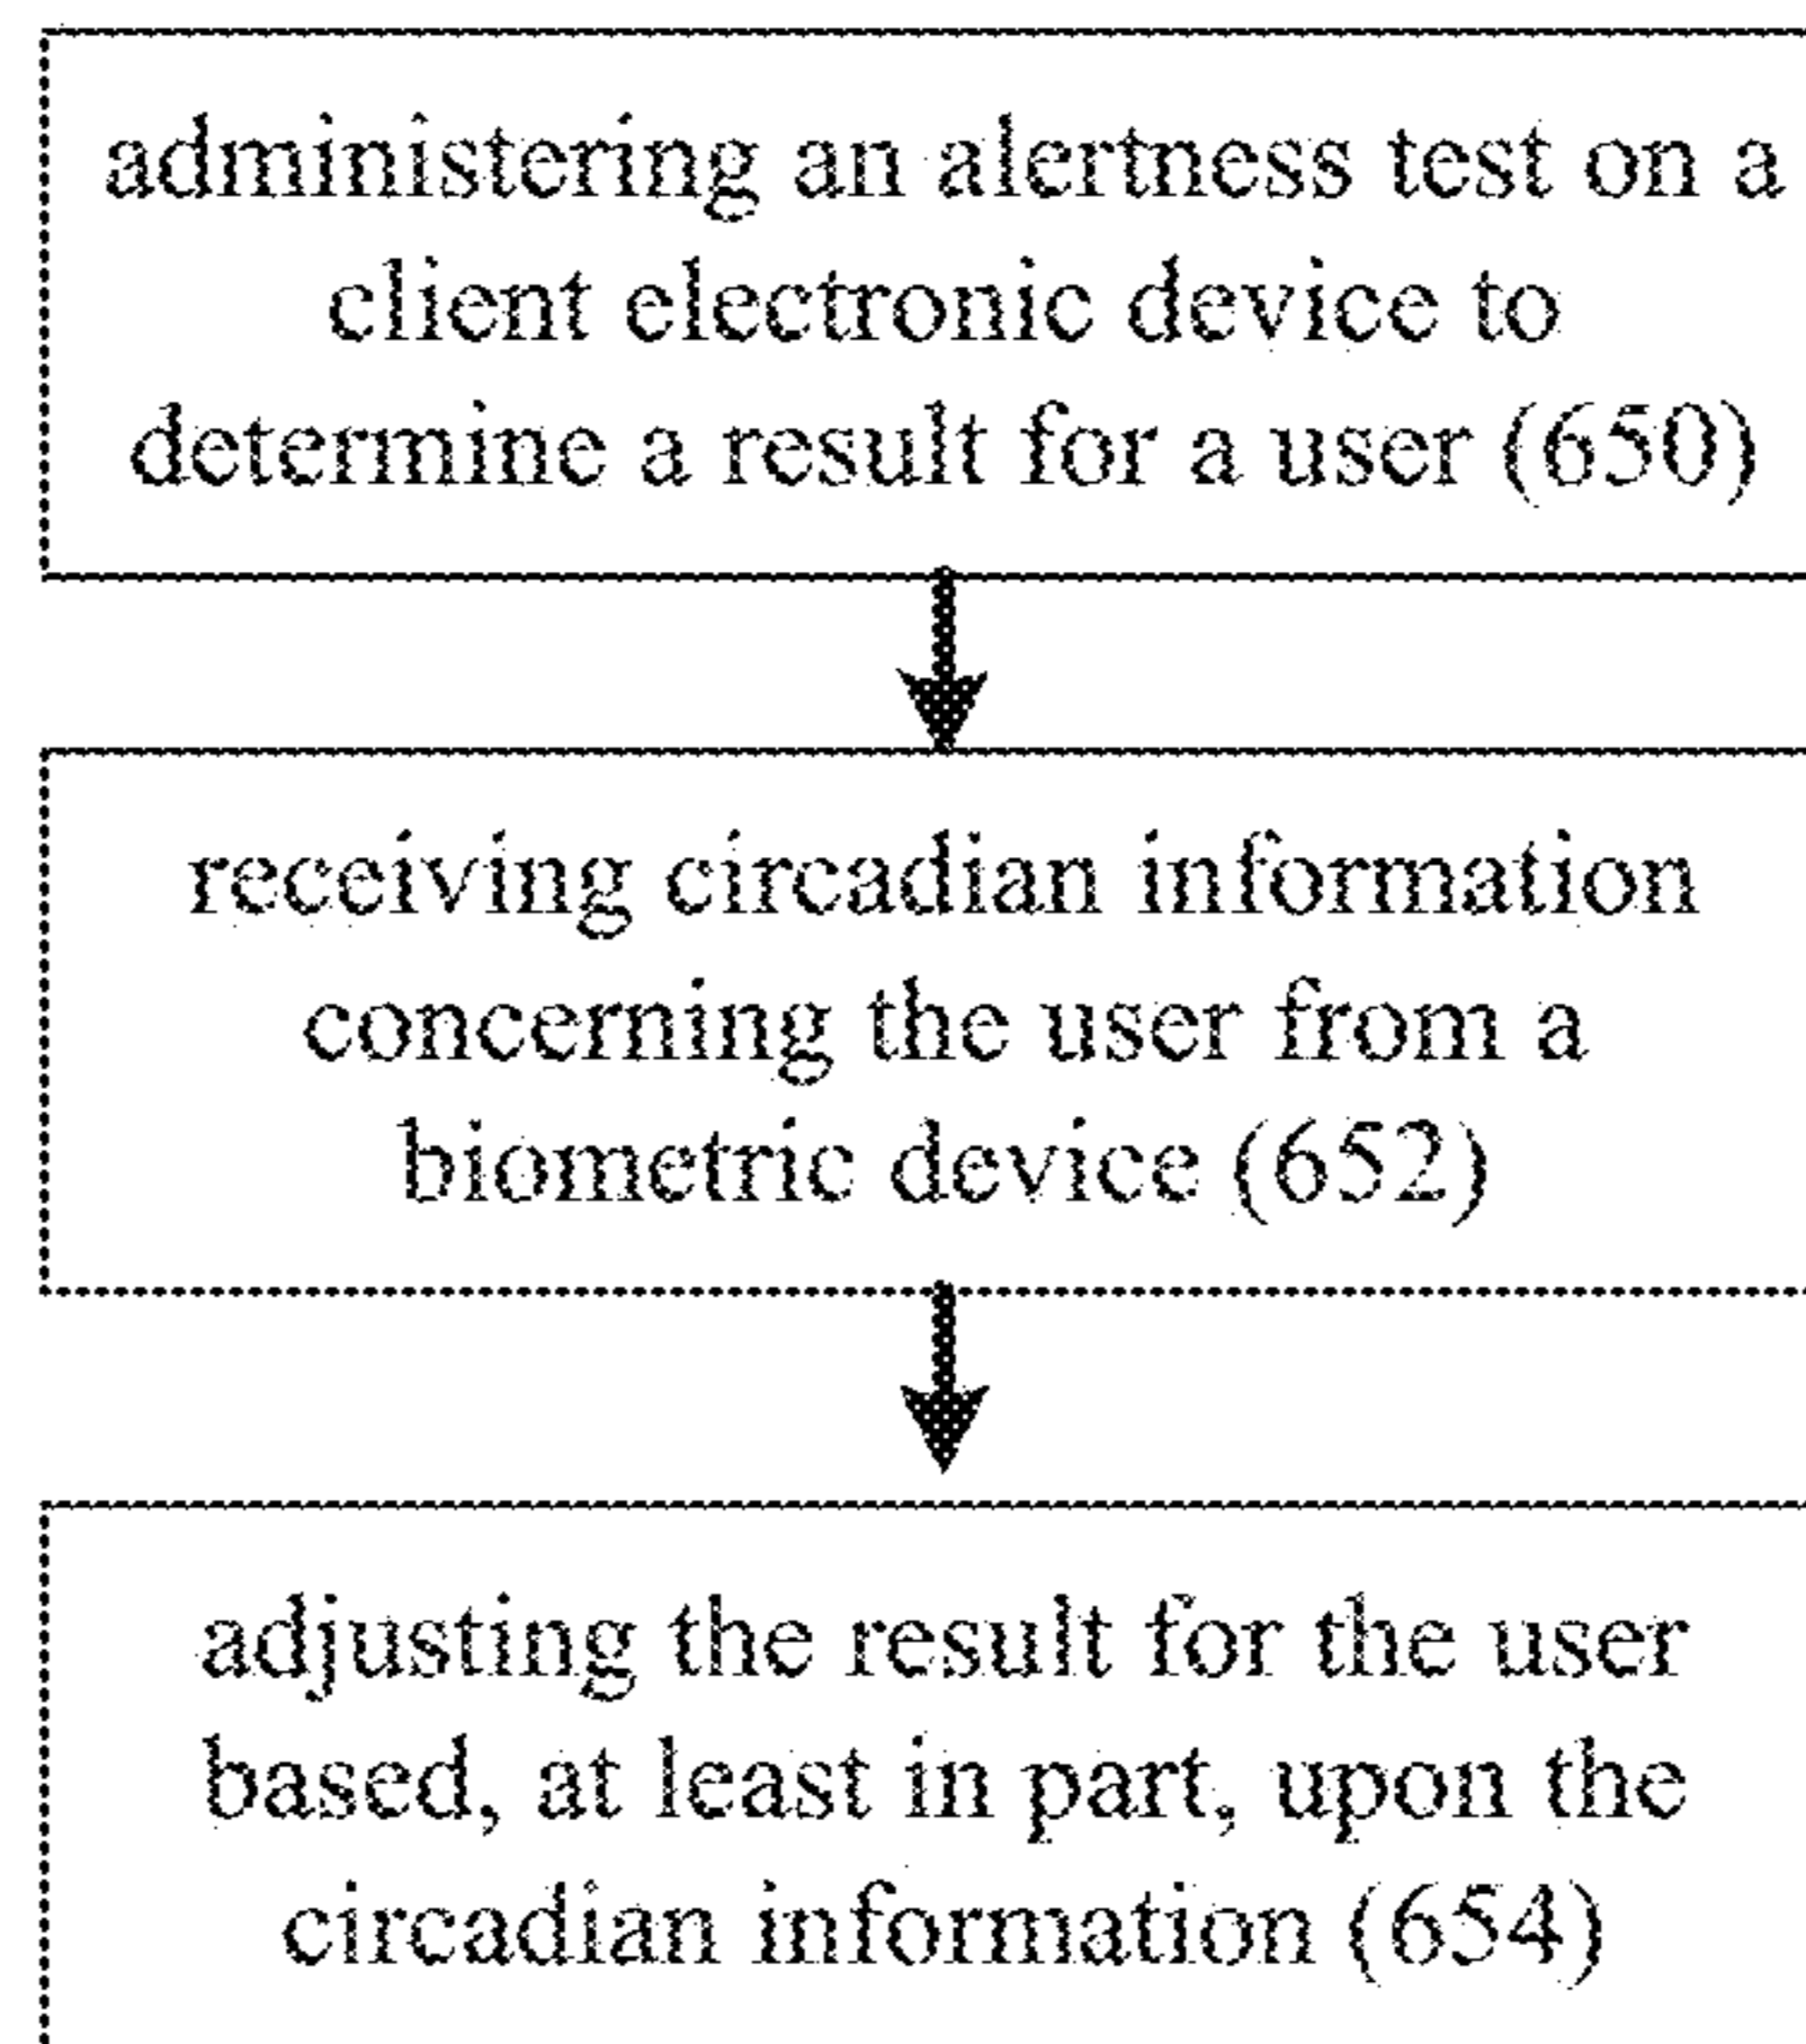 administering an alertness test on a
client electronic device to
determine a result for a user (650)
receiving circadian information
concerning the user from a
biometric device (652)
adjusting the result for the user
based, at least in part, upon the
circadian information (654)